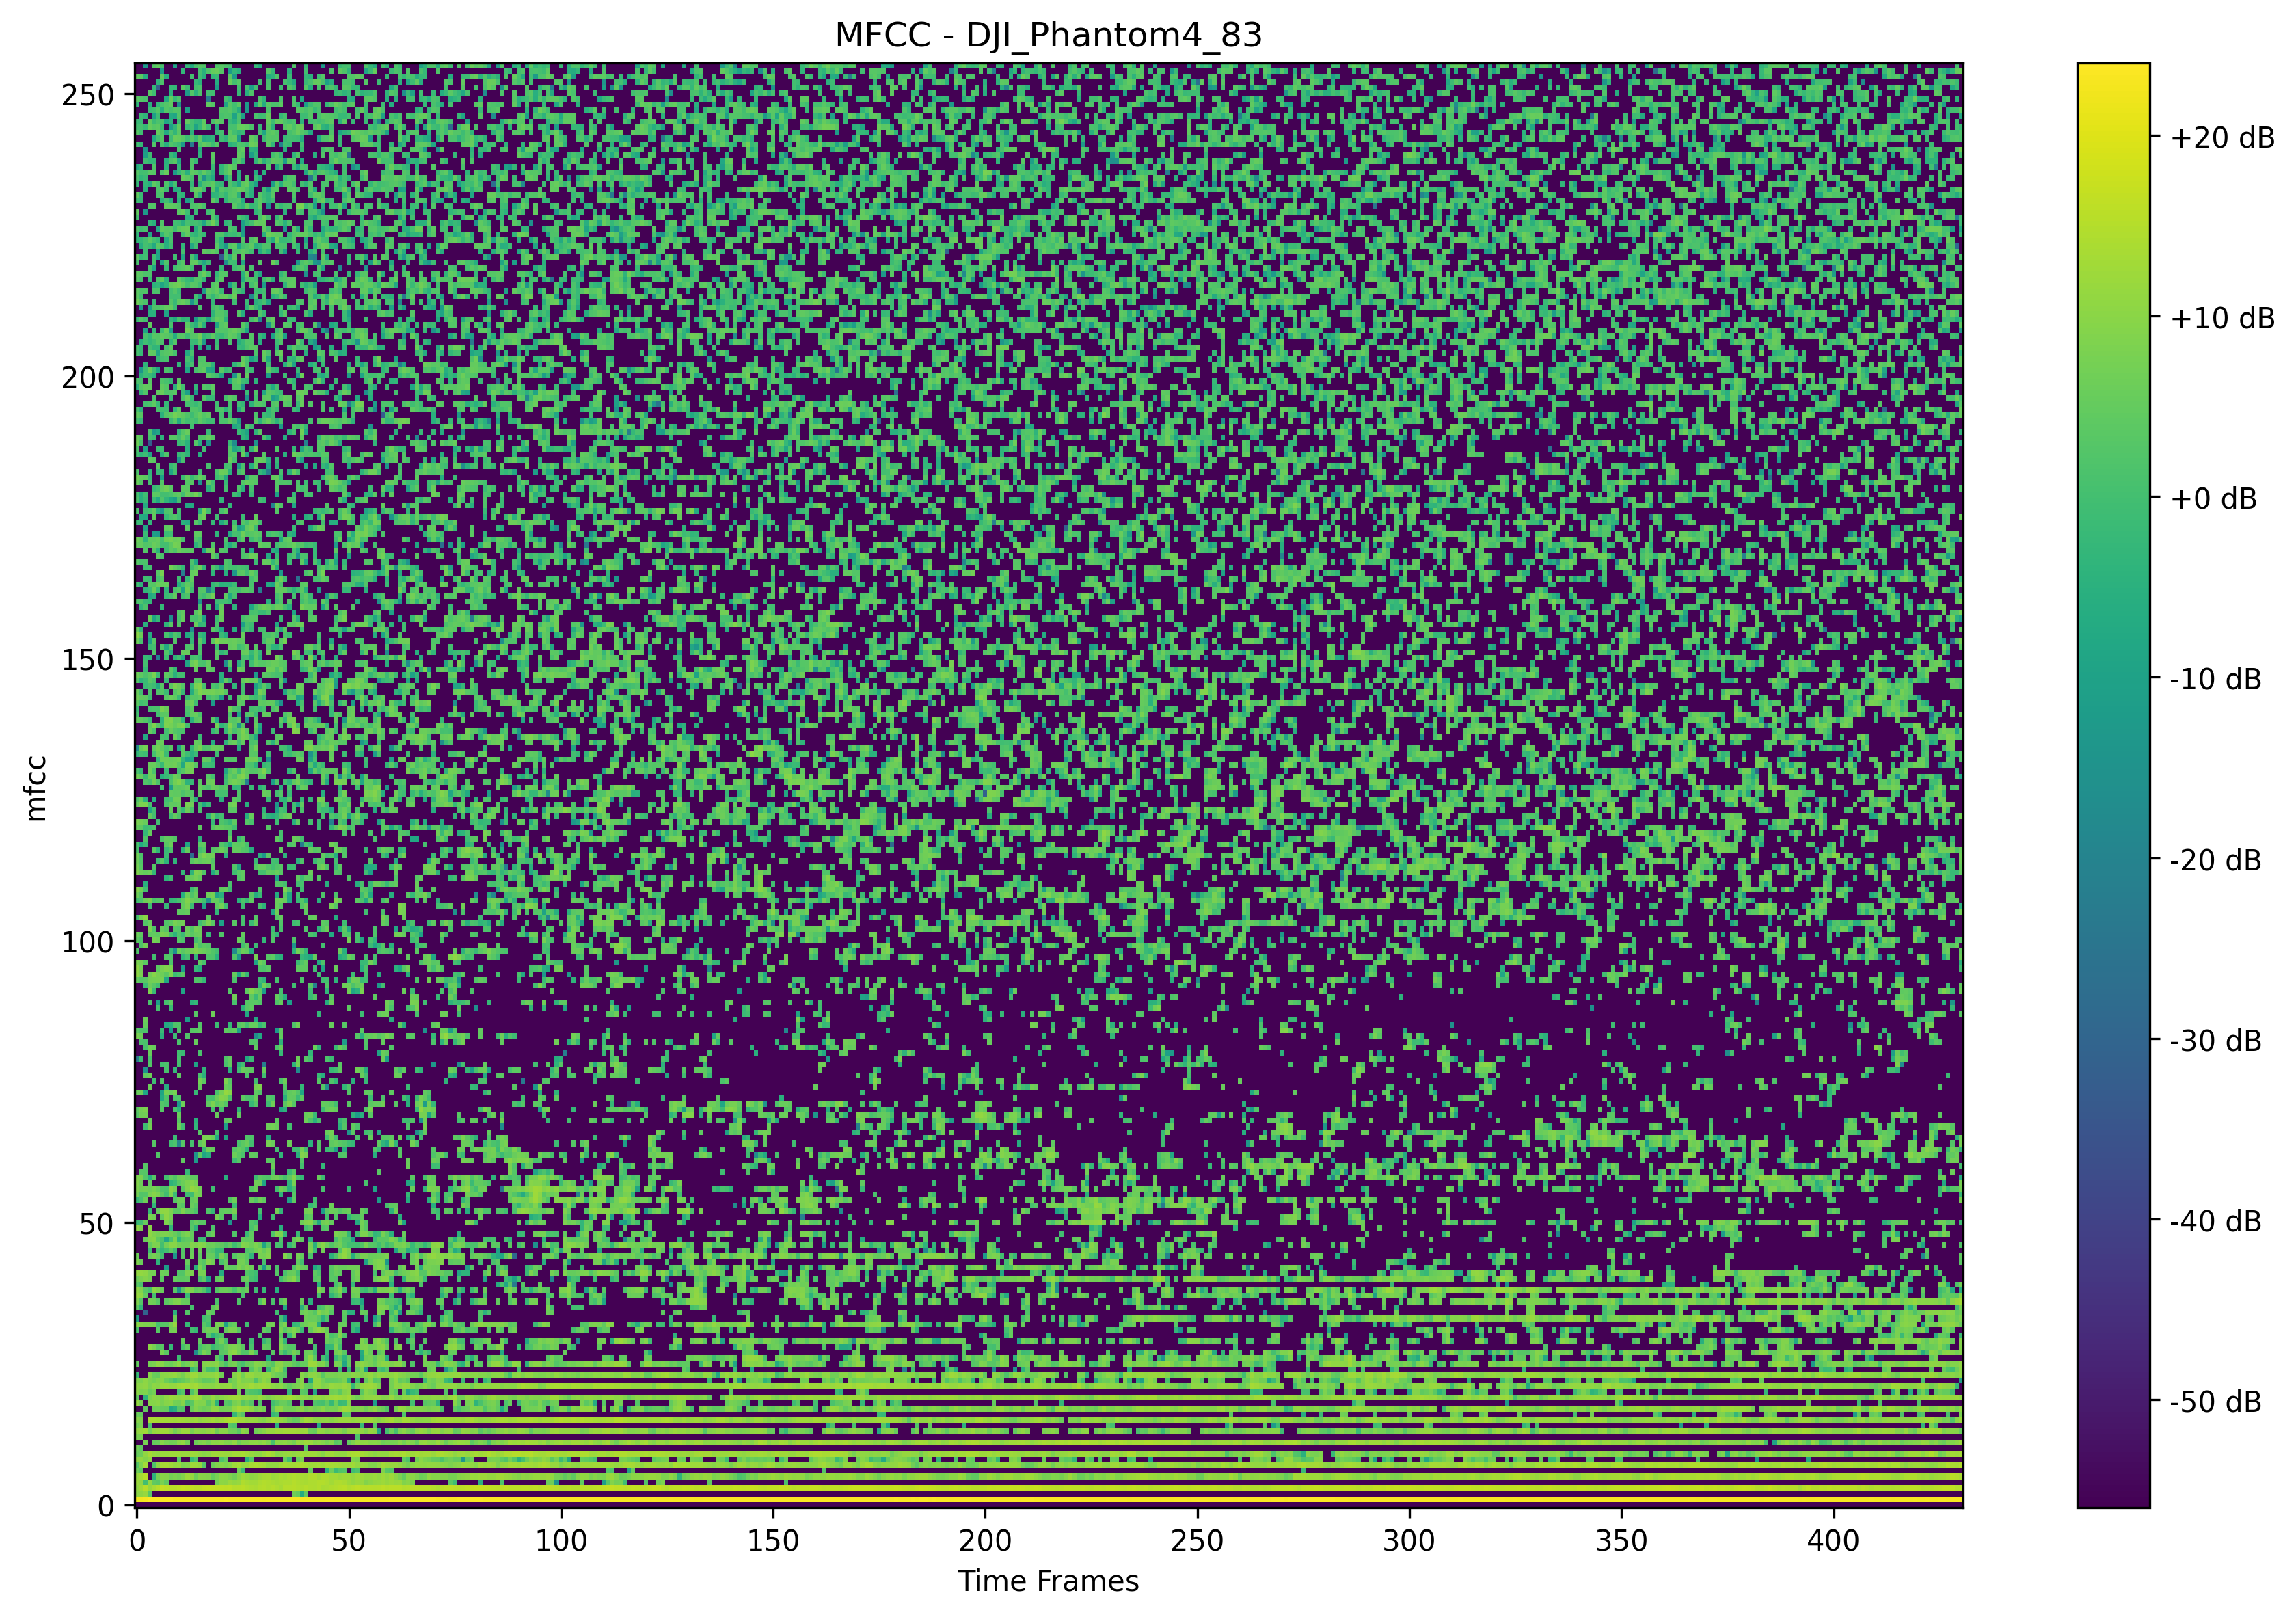 MFCC - DJI_Phantom4_83
250
200
150
100
50
0
mfcc
0 50 100 150 200 250 300 350 400
Time Frames
+20 dB
+10 dB
+0 dB
-10 dB
-20 dB
-30 dB
-40 dB
-50 dB